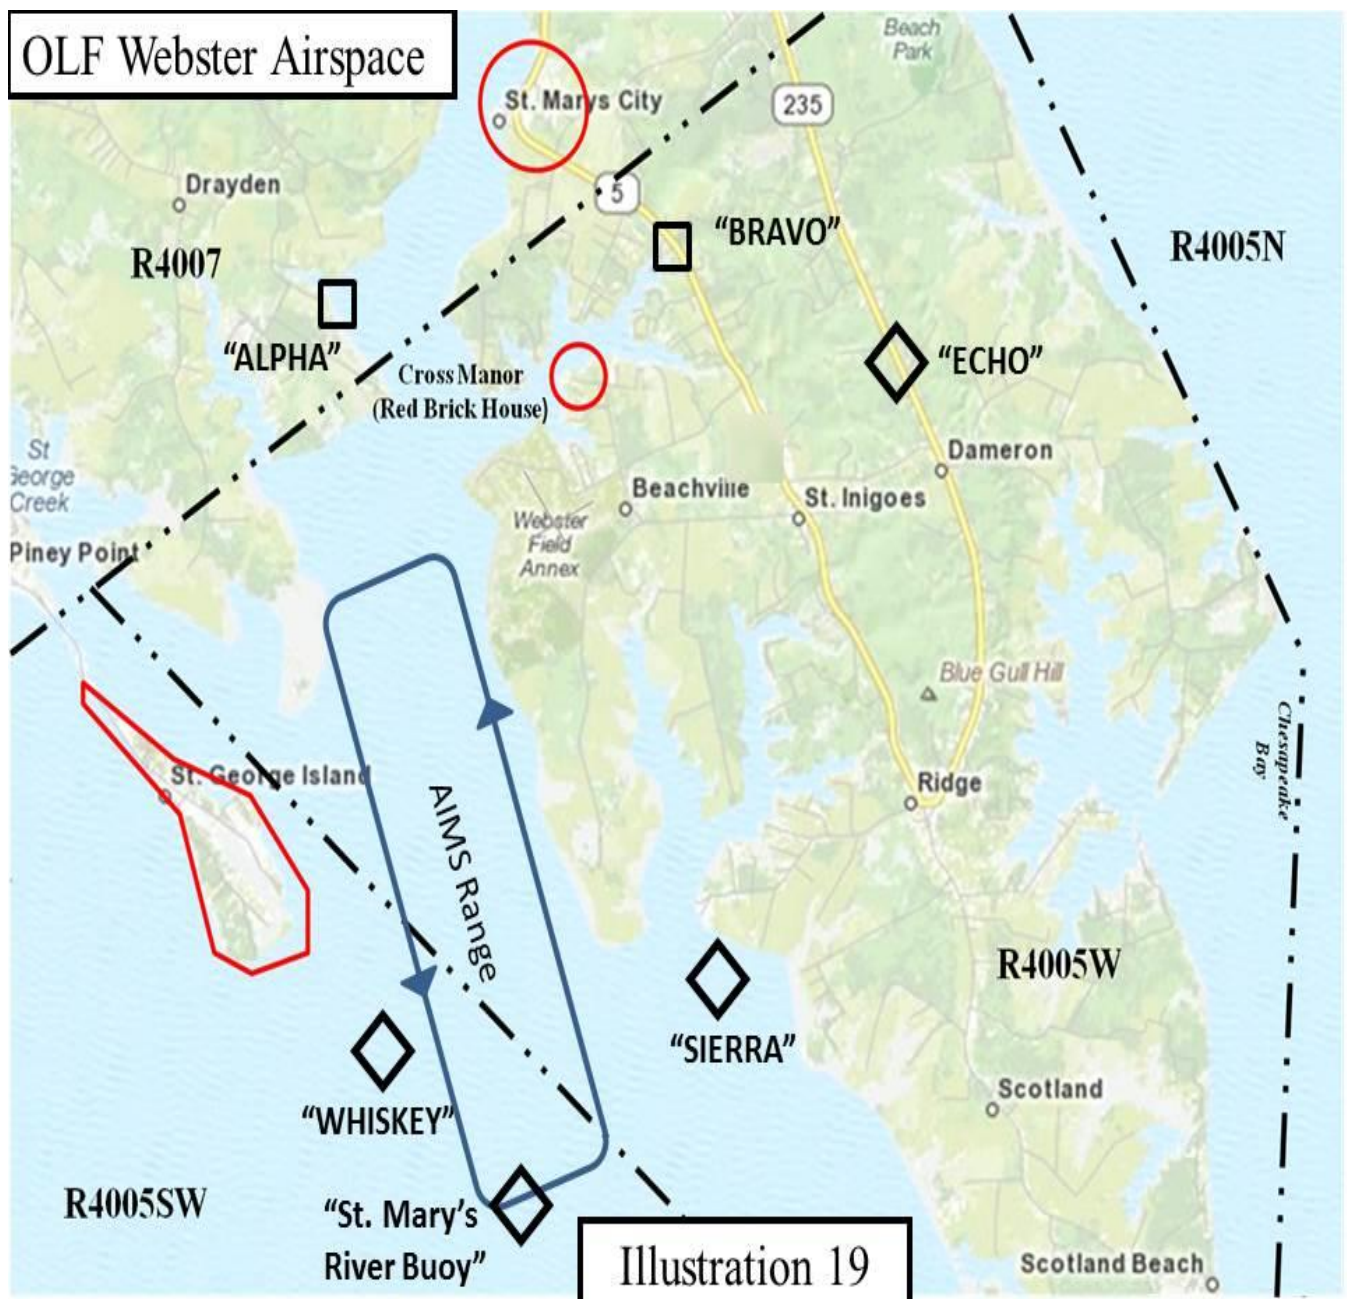 OLF Webster Airspace
Beach
Park
St. Marys City
235
Drayden
5
"BRAVO"
R4005N
R4007
"ALPHA"
"ECHO"
Cross Manor
(Red Brick House)
St
George
Creek
Dameron
Beachville
St. Inigoes
Webster
Field
Annex
Piney Point
Blue Gull Hill
Chesapeake
Bay
St. George Island
Ridge
AIMS Range
R4005W
"SIERRA"
Scotland
"WHISKEY"
R4005SW
"St. Mary's
River Buoy"
Illustration 19
Scotland Beach